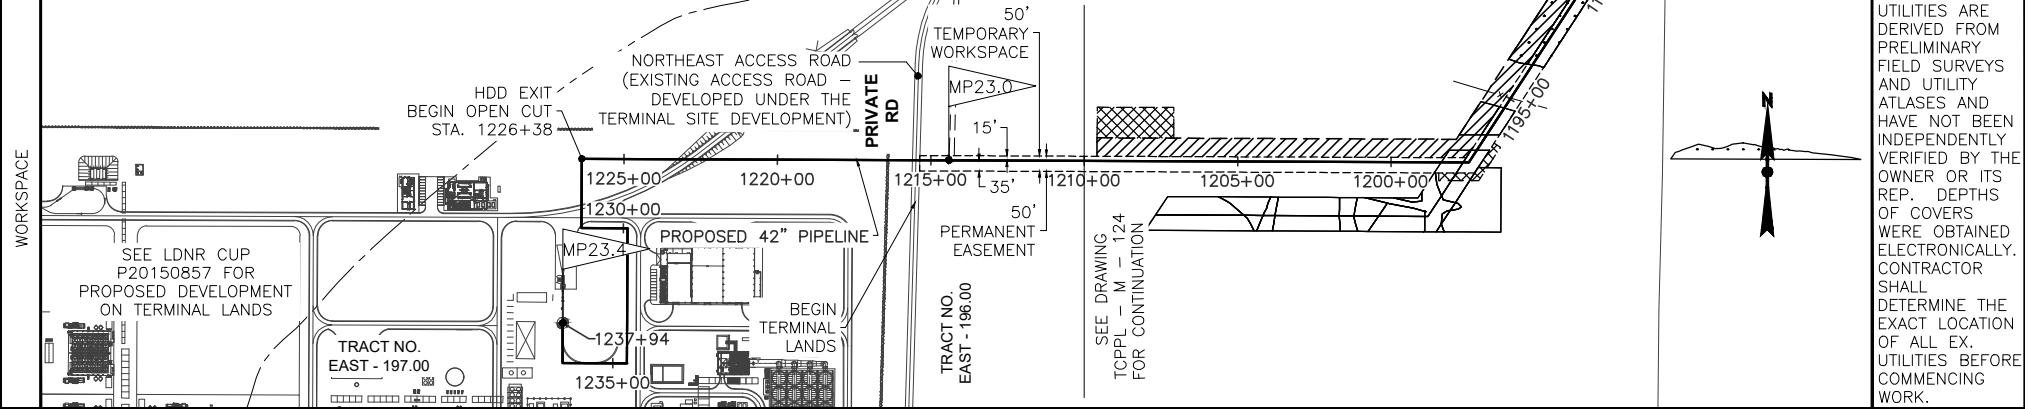 WORKSPACE
HDD EXIT
BEGIN OPEN CUT
STA. 1226+38
NORTHEAST ACCESS ROAD
(EXISTING ACCESS ROAD –
DEVELOPED UNDER THE
TERMINAL SITE DEVELOPMENT)
PRIVATE
RD
50'
TEMPORARY
WORKSPACE
MP23.0
15'
35'
50'
PERMANENT
EASEMENT
1225+00
1220+00
1215+00
1210+00
1205+00
1200+00
1195+00
1230+00
PROPOSED 42" PIPELINE
MP23.4
SEE LDNR CUP
P20150857 FOR
PROPOSED DEVELOPMENT
ON TERMINAL LANDS
TRACT NO.
EAST - 197.00
1237+94
1235+00
BEGIN
TERMINAL
LANDS
TRACT NO.
EAST - 196.00
SEE DRAWING
TCPPL – M – 124
FOR CONTINUATION
N
UTILITIES ARE
DERIVED FROM
PRELIMINARY
FIELD SURVEYS
AND UTILITY
ATLASES AND
HAVE NOT BEEN
INDEPENDENTLY
VERIFIED BY THE
OWNER OR ITS
REP. DEPTHS
OF COVERS
WERE OBTAINED
ELECTRONICALLY.
CONTRACTOR
SHALL
DETERMINE THE
EXACT LOCATION
OF ALL EX.
UTILITIES BEFORE
COMMENCING
WORK.